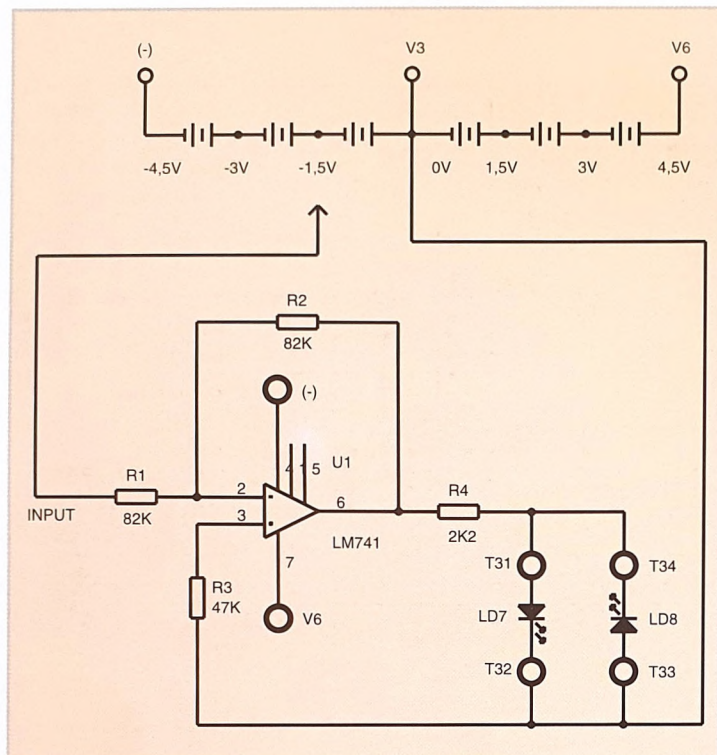 (-) V3 V6
-4,5V -3V -1,5V 0V 1,5V 3V 4,5V
R2
82K
(-)
4 1 5 U1
R1
2 6 R4
INPUT 82K 3 LM741 2K2
7 T31 T34
R3
47K
V6 LD7 LD8
T32 T33